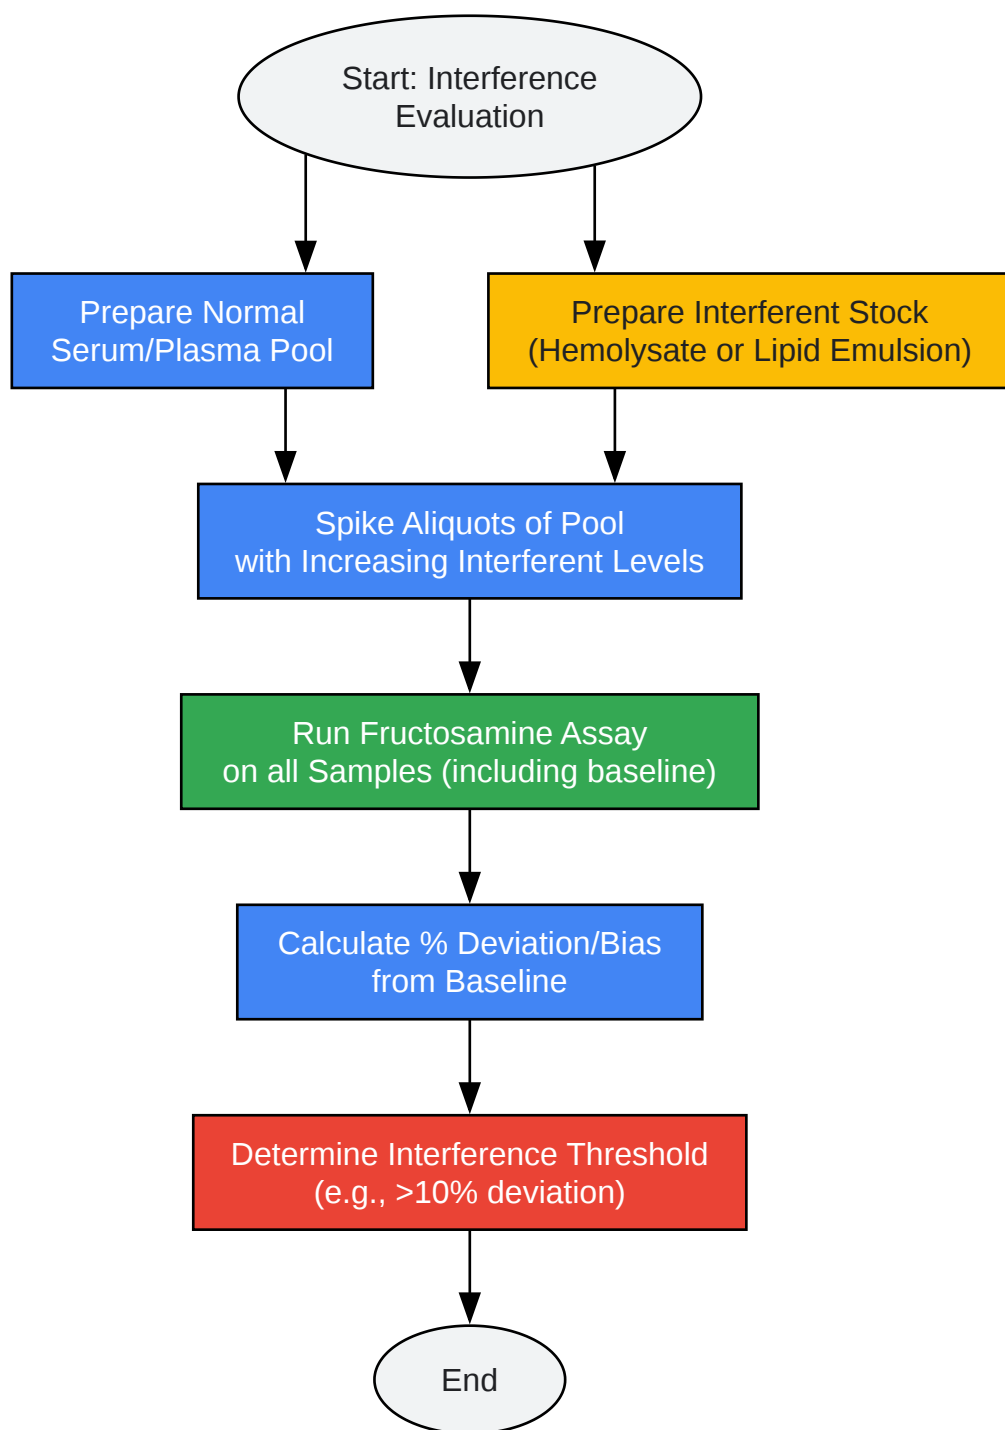 Start: Interference
Evaluation
Prepare Normal
Serum/Plasma Pool
Prepare Interferent Stock
(Hemolysate or Lipid Emulsion)
Spike Aliquots of Pool
with Increasing Interferent Levels
Run Fructosamine Assay
on all Samples (including baseline)
Calculate % Deviation/Bias
from Baseline
Determine Interference Threshold
(e.g., >10% deviation)
End